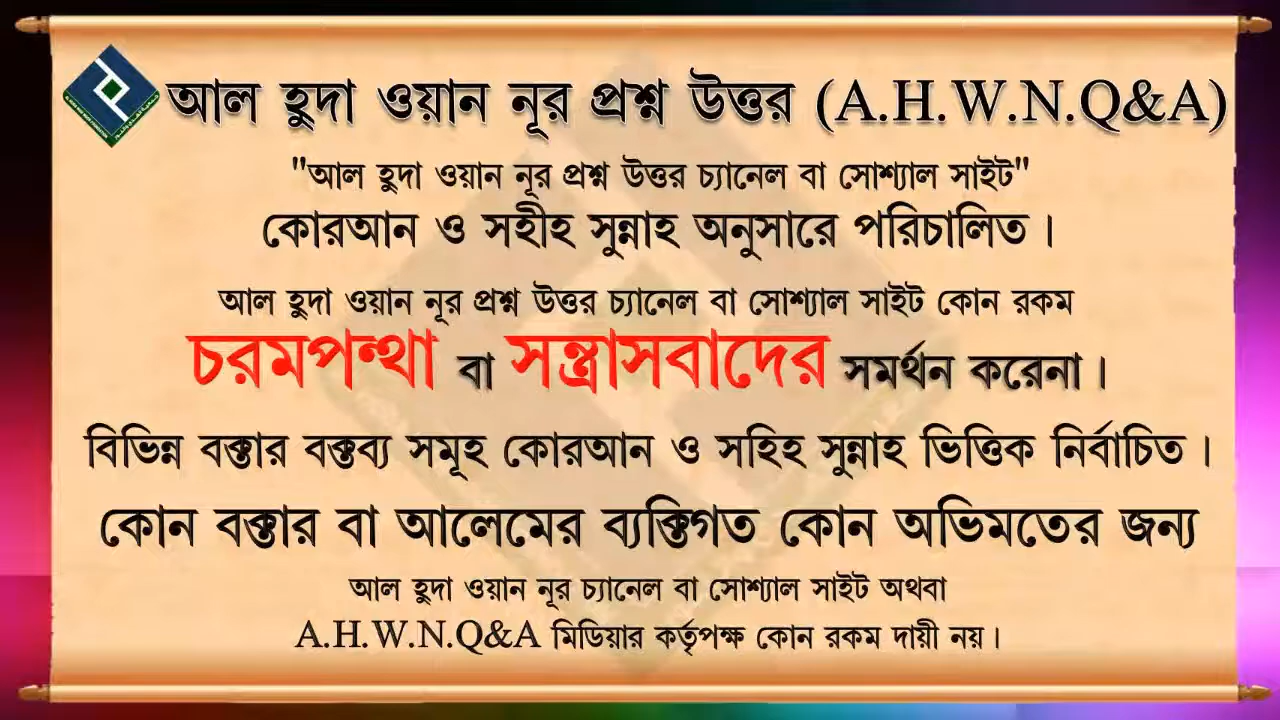 আল হুদা ওয়ান নূর প্রশ্ন উত্তর (A.H.W.N.Q&A)
"আল হুদা ওয়ান নূর প্রশ্ন উত্তর চ্যানেল বা সোশ্যাল সাইট"
কোরআন ও সহীহ সুন্নাহ অনুসারে পরিচালিত।
আল হুদা ওয়ান নূর প্রশ্ন উত্তর চ্যানেল বা সোশ্যাল সাইট কোন রকম
চরমপন্থা বা সন্ত্রাসবাদের সমর্থন করেনা।
বিভিন্ন বক্তার বক্তব্য সমূহ কোরআন ও সহিহ সুন্নাহ ভিত্তিক নির্বাচিত।
কোন বক্তার বা আলেমের ব্যক্তিগত কোন অভিমতের জন্য
আল হুদা ওয়ান নূর চ্যানেল বা সোশ্যাল সাইট অথবা
A.H.W.N.Q&A মিডিয়ার কর্তৃপক্ষ কোন রকম দায়ী নয়।